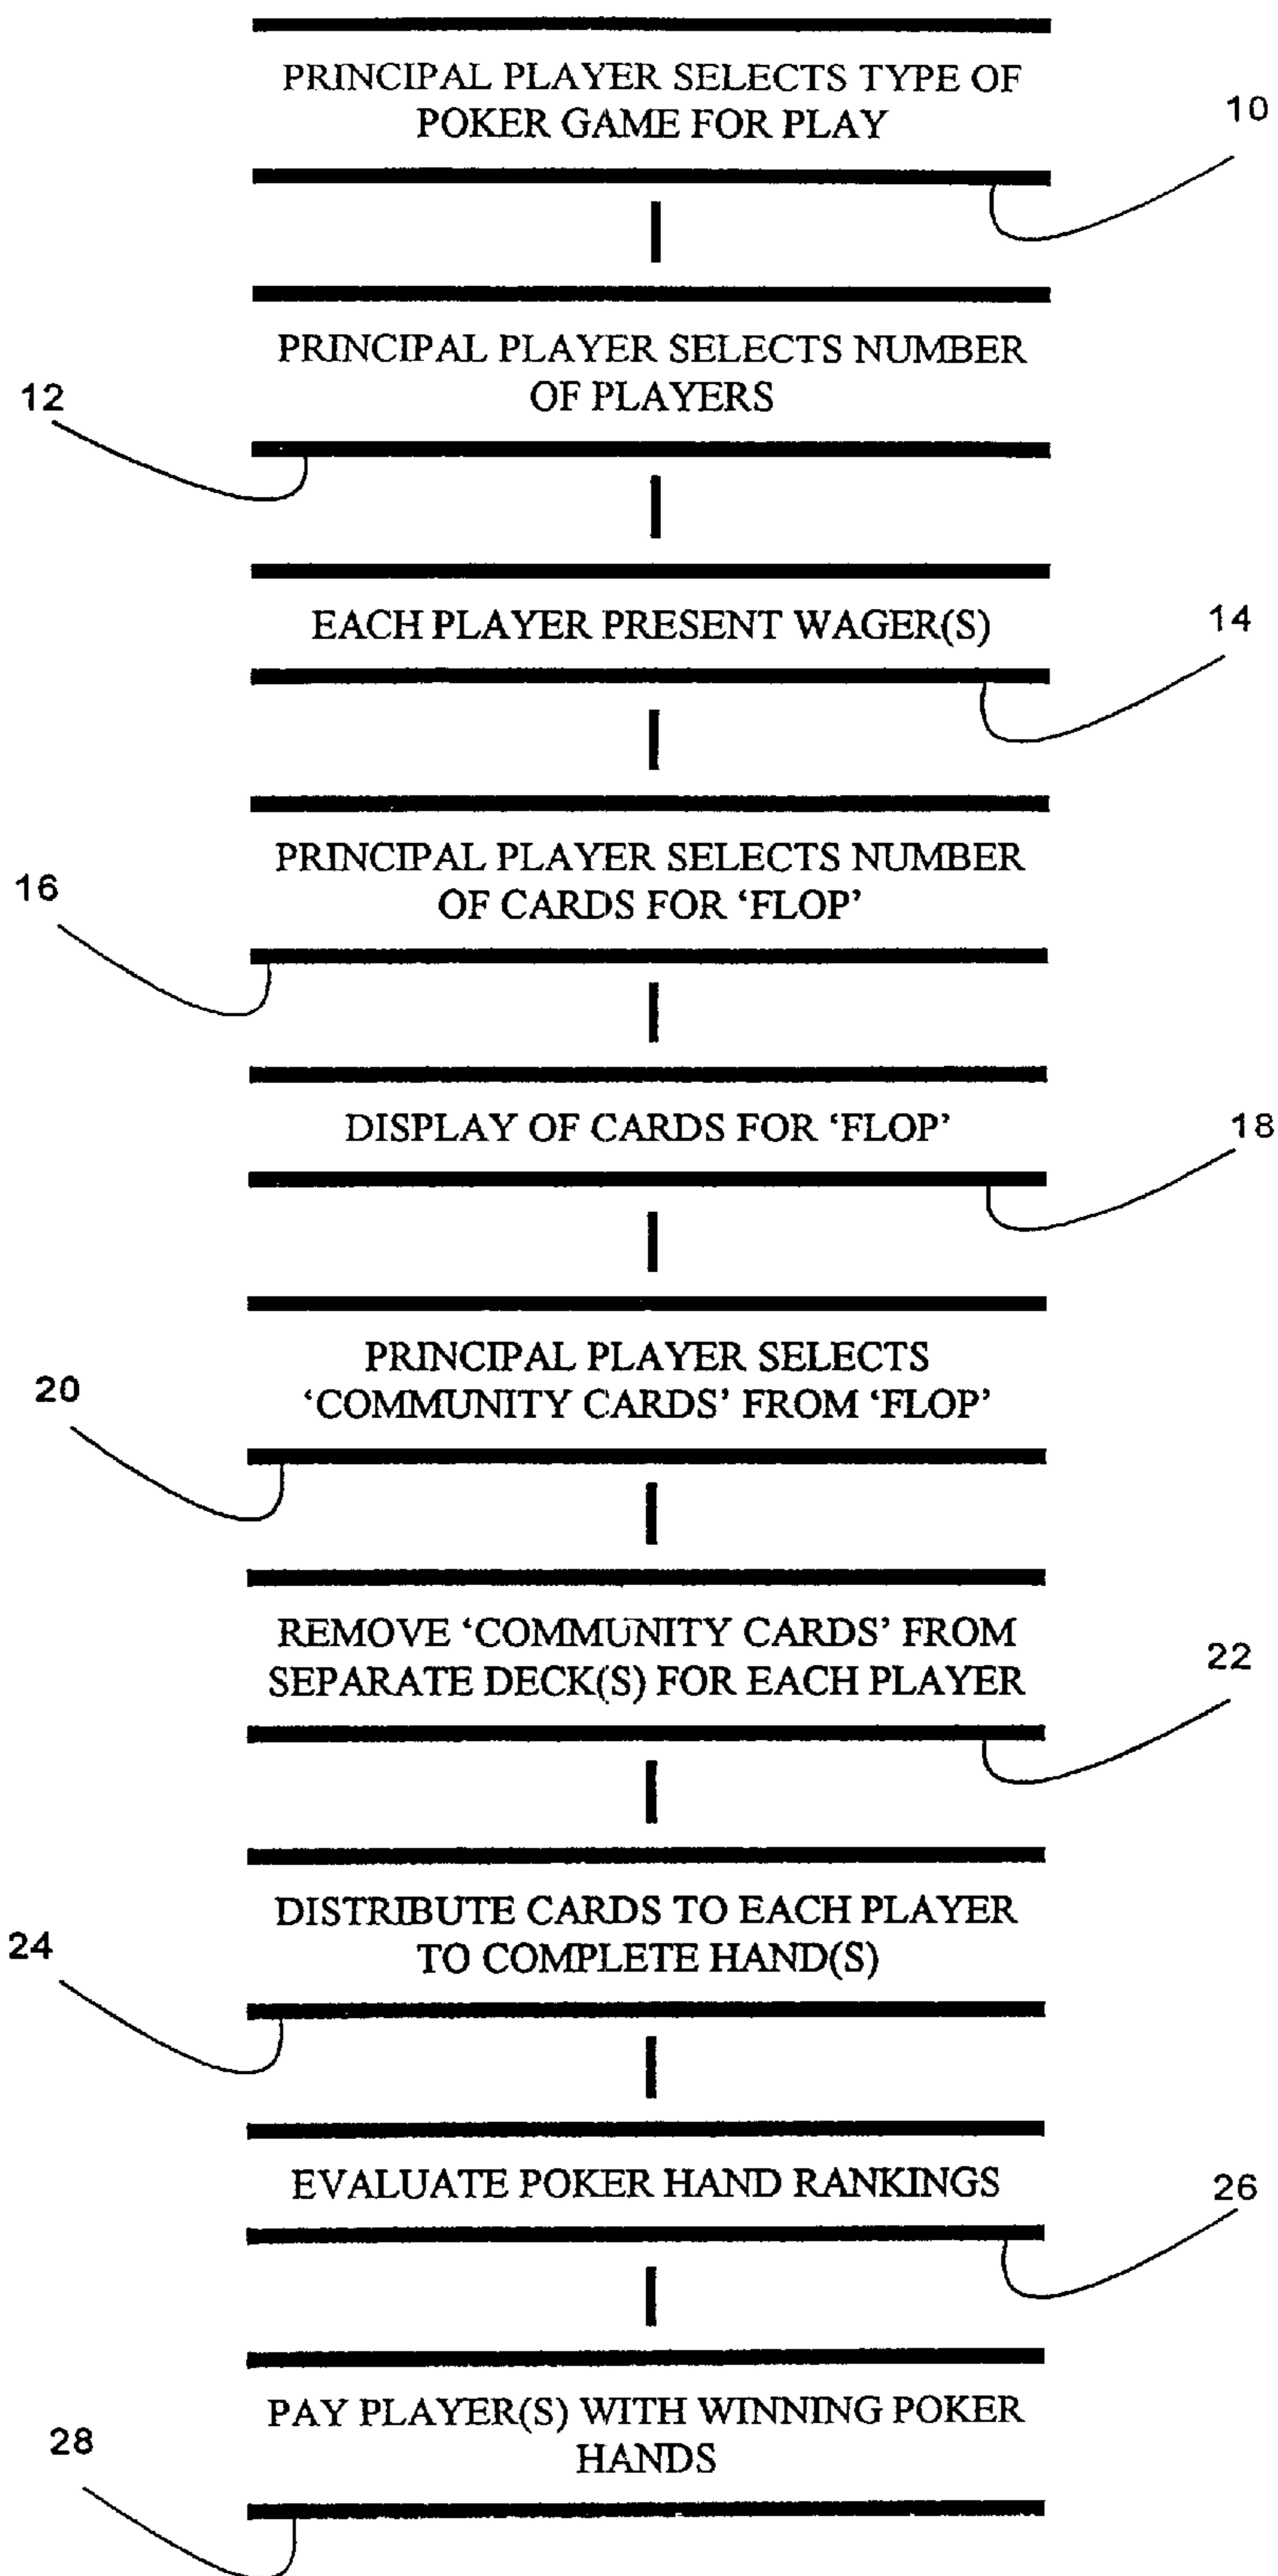 PRINCIPAL PLAYER SELECTS TYPE OF
POKER GAME FOR PLAY
10
PRINCIPAL PLAYER SELECTS NUMBER
OF PLAYERS
12
EACH PLAYER PRESENT WAGER(S)
14
PRINCIPAL PLAYER SELECTS NUMBER
OF CARDS FOR ‘FLOP’
16
DISPLAY OF CARDS FOR ‘FLOP’
18
PRINCIPAL PLAYER SELECTS
‘COMMUNITY CARDS’ FROM ‘FLOP’
20
REMOVE ‘COMMUNITY CARDS’ FROM
SEPARATE DECK(S) FOR EACH PLAYER
22
DISTRIBUTE CARDS TO EACH PLAYER
TO COMPLETE HAND(S)
24
EVALUATE POKER HAND RANKINGS
26
PAY PLAYER(S) WITH WINNING POKER
HANDS
28